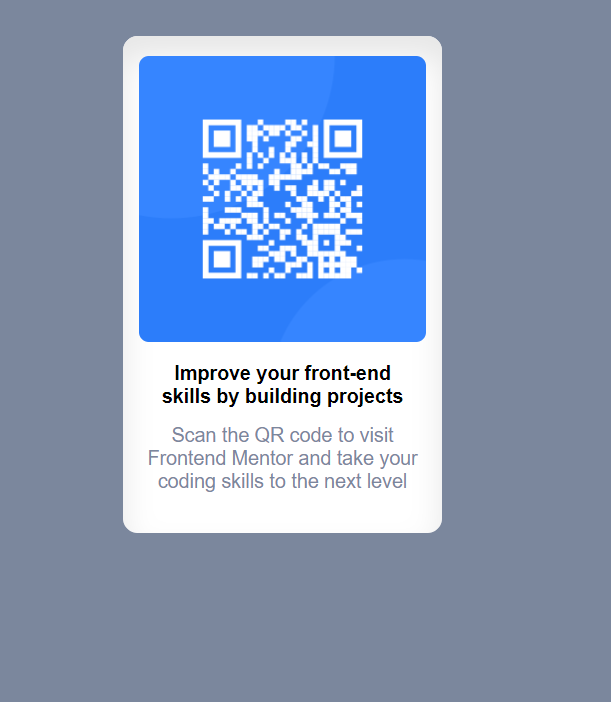 Improve your front-end
skills by building projects
Scan the QR code to visit
Frontend Mentor and take your
coding skills to the next level